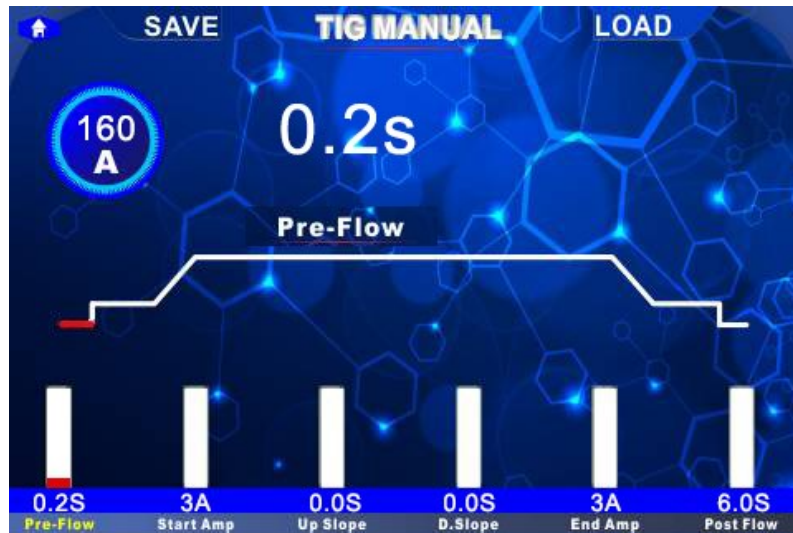 SAVE TIG MANUAL LOAD
160
A
0.2s
Pre-Flow
0.2S 3A 0.0S 0.0S 3A 6.0S
Pre-Flow Start Amp Up Slope D.Slope End Amp Post Flow